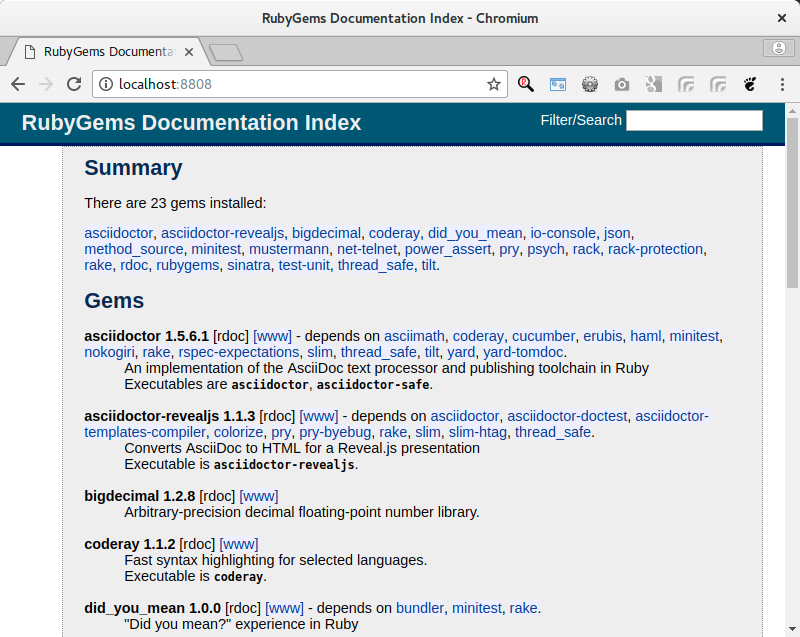 RubyGems Documentation Index - Chromium
RubyGems Documenta
localhost:8808
RubyGems Documentation Index
Filter/Search
Summary
There are 23 gems installed:
asciidoctor, asciidoctor-revealjs, bigdecimal, coderay, did_you_mean, io-console, json,
method_source, minitest, mustermann, net-telnet, power_assert, pry, psych, rack, rack-protection,
rake, rdoc, rubygems, sinatra, test-unit, thread_safe, tilt.
Gems
asciidoctor 1.5.6.1 [rdoc] [www] - depends on asciimath, coderay, cucumber, erubis, haml, minitest,
nokogiri, rake, rspec-expectations, slim, thread_safe, tilt, yard, yard-tomdoc.
An implementation of the AsciiDoc text processor and publishing toolchain in Ruby
Executables are asciidoctor, asciidoctor-safe.
asciidoctor-revealjs 1.1.3 [rdoc] [www] - depends on asciidoctor, asciidoctor-doctest, asciidoctor-
templates-compiler, colorize, pry, pry-byebug, rake, slim, slim-htag, thread_safe.
Converts AsciiDoc to HTML for a Reveal.js presentation
Executable is asciidoctor-revealjs.
bigdecimal 1.2.8 [rdoc] [www]
Arbitrary-precision decimal floating-point number library.
coderay 1.1.2 [rdoc] [www]
Fast syntax highlighting for selected languages.
Executable is coderay.
did_you_mean 1.0.0 [rdoc] [www] - depends on bundler, minitest, rake.
"Did you mean?" experience in Ruby